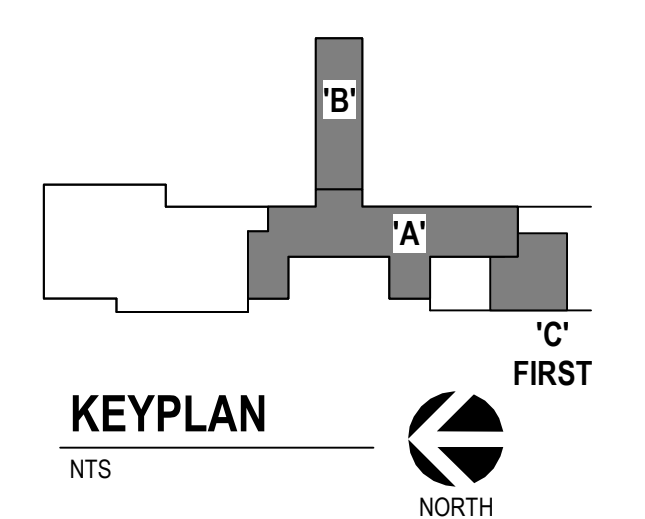 'B'
'A'
'C'
FIRST
KEYPLAN
NTS
NORTH